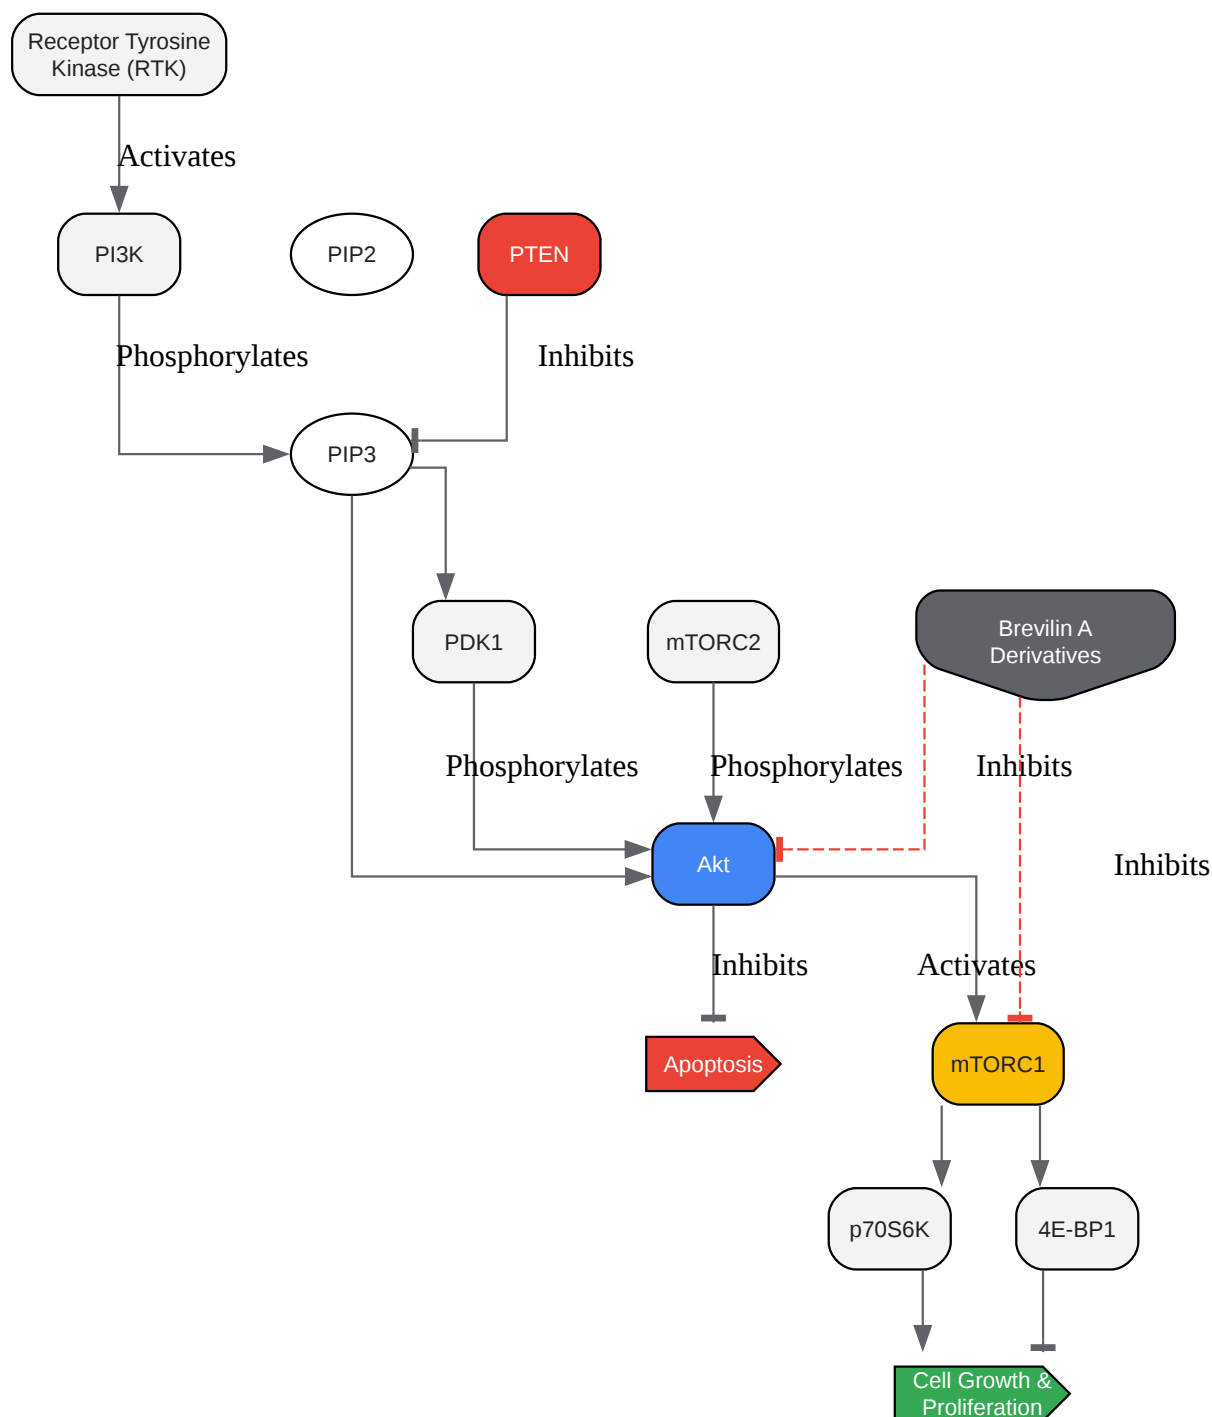 Receptor Tyrosine
Kinase (RTK)
Activates
PI3K
PIP2
PTEN
Phosphorylates
Inhibits
PIP3
PDK1
mTORC2
Brevilin A
Derivatives
Phosphorylates
Phosphorylates
Inhibits
Akt
Inhibits
Inhibits
Activates
Apoptosis
mTORC1
p70S6K
4E-BP1
Cell Growth &
Proliferation